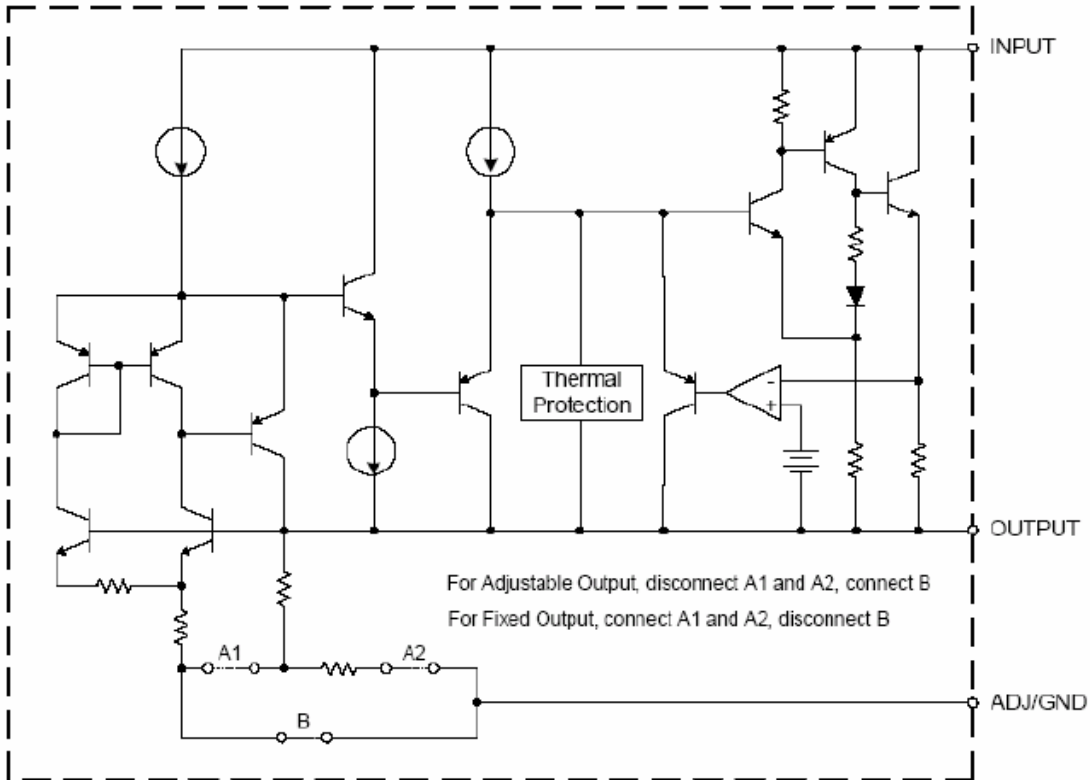 INPUT
Thermal
Protection
-
+
OUTPUT
For Adjustable Output, disconnect A1 and A2, connect B
For Fixed Output, connect A1 and A2, disconnect B
A1
A2
ADJ/GND
B